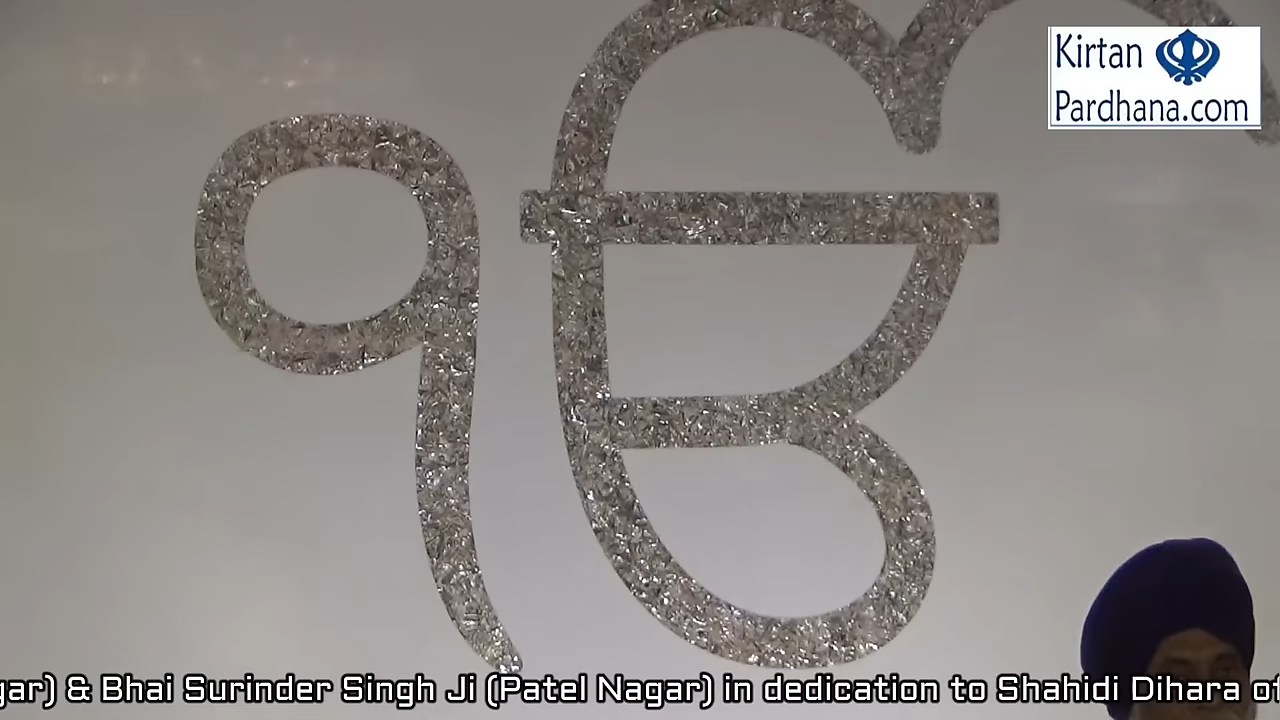 ੴ
Kirtan
Pardhana.com
gar) & Bhai Surinder Singh Ji (Patel Nagar) in dedication to Shahidi Dihara of